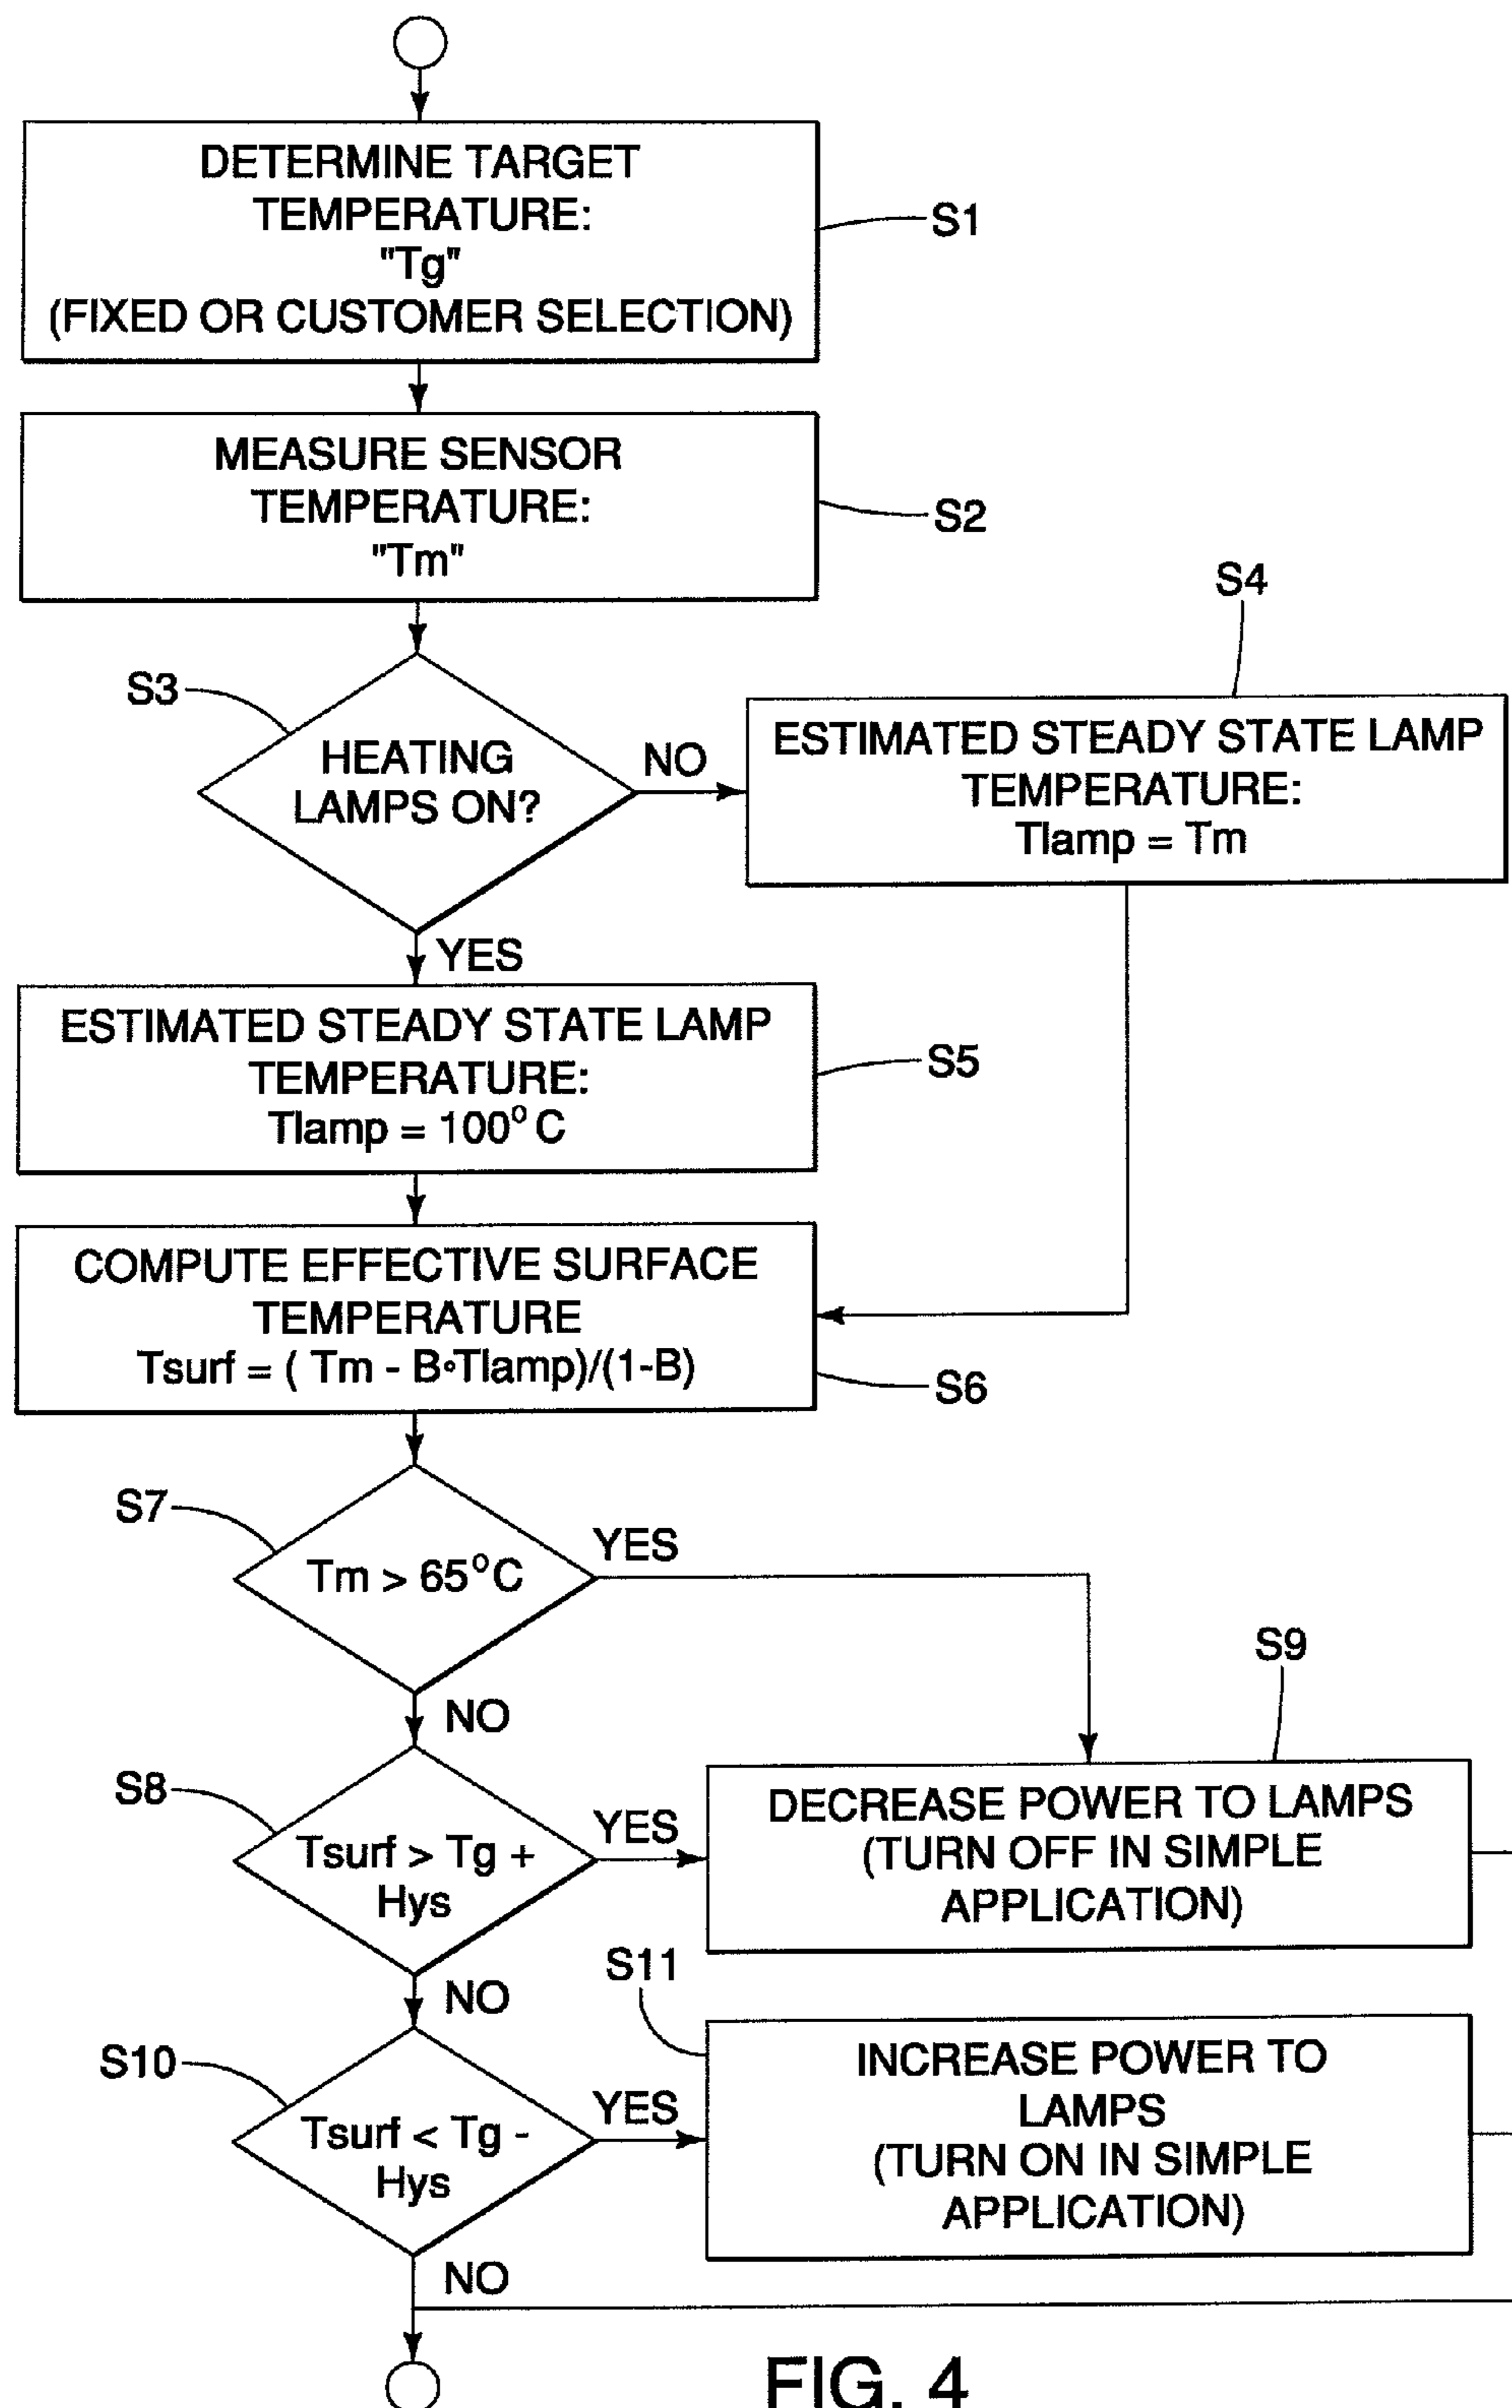 DETERMINE TARGET
TEMPERATURE:
"Tg"
(FIXED OR CUSTOMER SELECTION)
S1
MEASURE SENSOR
TEMPERATURE:
"Tm"
S2
S3
HEATING
LAMPS ON?
NO
S4
ESTIMATED STEADY STATE LAMP
TEMPERATURE:
Tlamp = Tm
YES
ESTIMATED STEADY STATE LAMP
TEMPERATURE:
Tlamp = 100° C
S5
COMPUTE EFFECTIVE SURFACE
TEMPERATURE
Tsurf = ( Tm - B∘Tlamp)/(1-B)
S6
S7
Tm > 65°C
YES
NO
S8
Tsurf > Tg +
Hys
YES
S9
DECREASE POWER TO LAMPS
(TURN OFF IN SIMPLE
APPLICATION)
NO
S10
Tsurf < Tg -
Hys
YES
S11
INCREASE POWER TO
LAMPS
(TURN ON IN SIMPLE
APPLICATION)
NO
FIG. 4